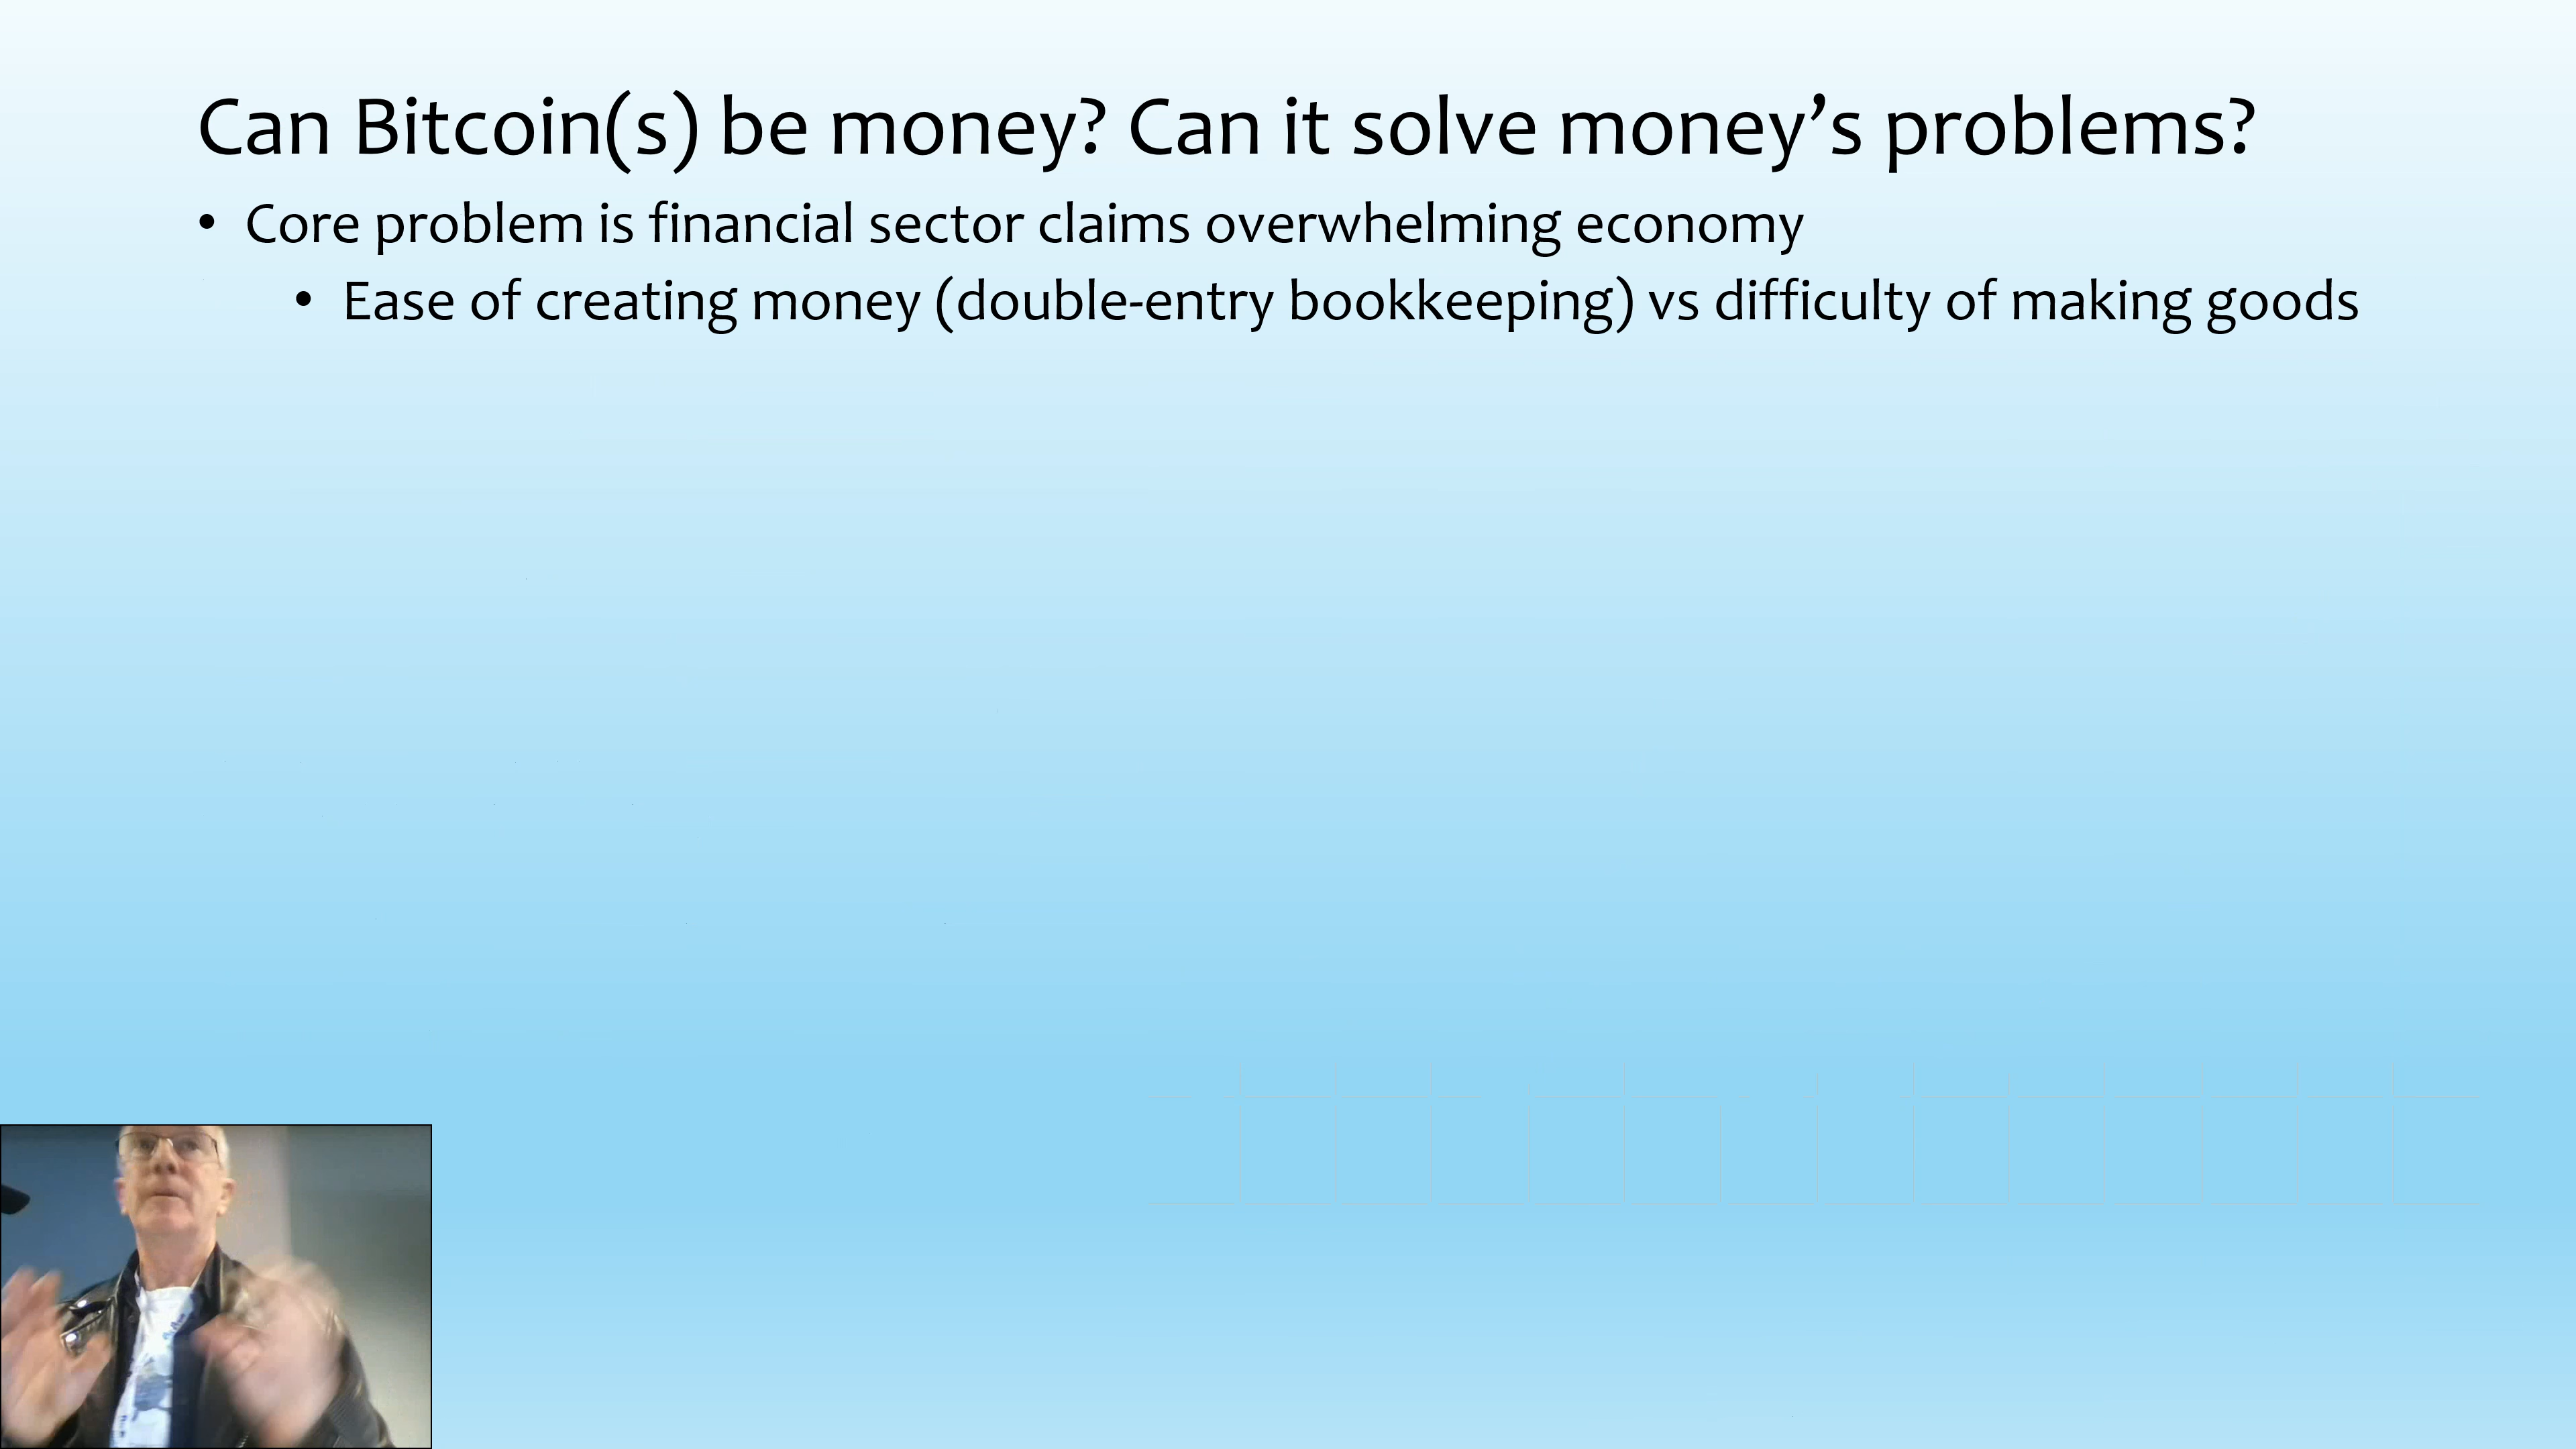 Can Bitcoin(s) be money? Can it solve money’s problems?
• Core problem is financial sector claims overwhelming economy
• Ease of creating money (double-entry bookkeeping) vs difficulty of making goods